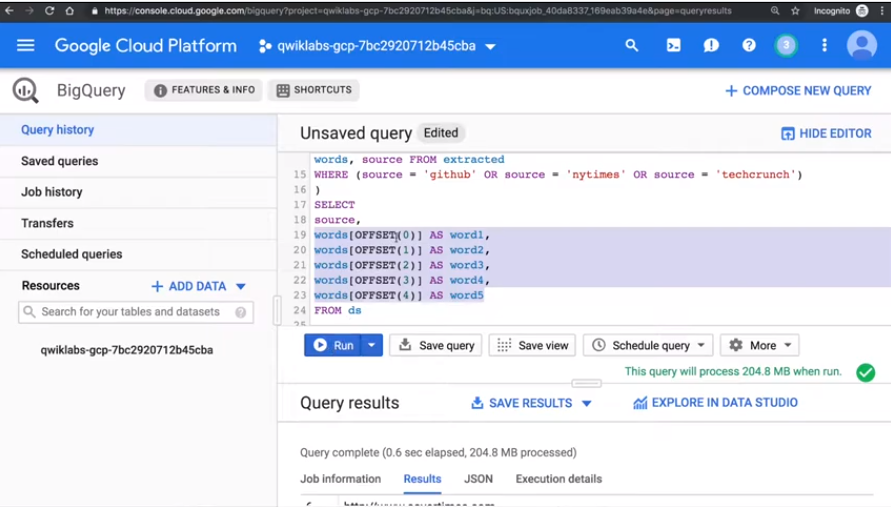 https://console.cloud.google.com/bigquery?project=qwiklabs-gcp-7bc2920712b45cba&j=bq:US:bquxjob_40da8337_169eab39a4e&page=queryresults Incognito
Google Cloud Platform qwiklabs-gcp-7bc2920712b45cba 3
BigQuery FEATURES & INFO SHORTCUTS + COMPOSE NEW QUERY
Query history
Saved queries
Job history
Transfers
Scheduled queries
Resources + ADD DATA
Search for your tables and datasets
qwiklabs-gcp-7bc2920712b45cba
Unsaved query Edited HIDE EDITOR
words, source FROM extracted
15 WHERE (source = 'github' OR source = 'nytimes' OR source = 'techcrunch')
16 )
17 SELECT
18 source,
19 words[OFFSET(0)] AS word1,
20 words[OFFSET(1)] AS word2,
21 words[OFFSET(2)] AS word3,
22 words[OFFSET(3)] AS word4,
23 words[OFFSET(4)] AS word5
24 FROM ds
25
Run Save query Save view Schedule query More
This query will process 204.8 MB when run.
Query results SAVE RESULTS EXPLORE IN DATA STUDIO
Query complete (0.6 sec elapsed, 204.8 MB processed)
Job information Results JSON Execution details